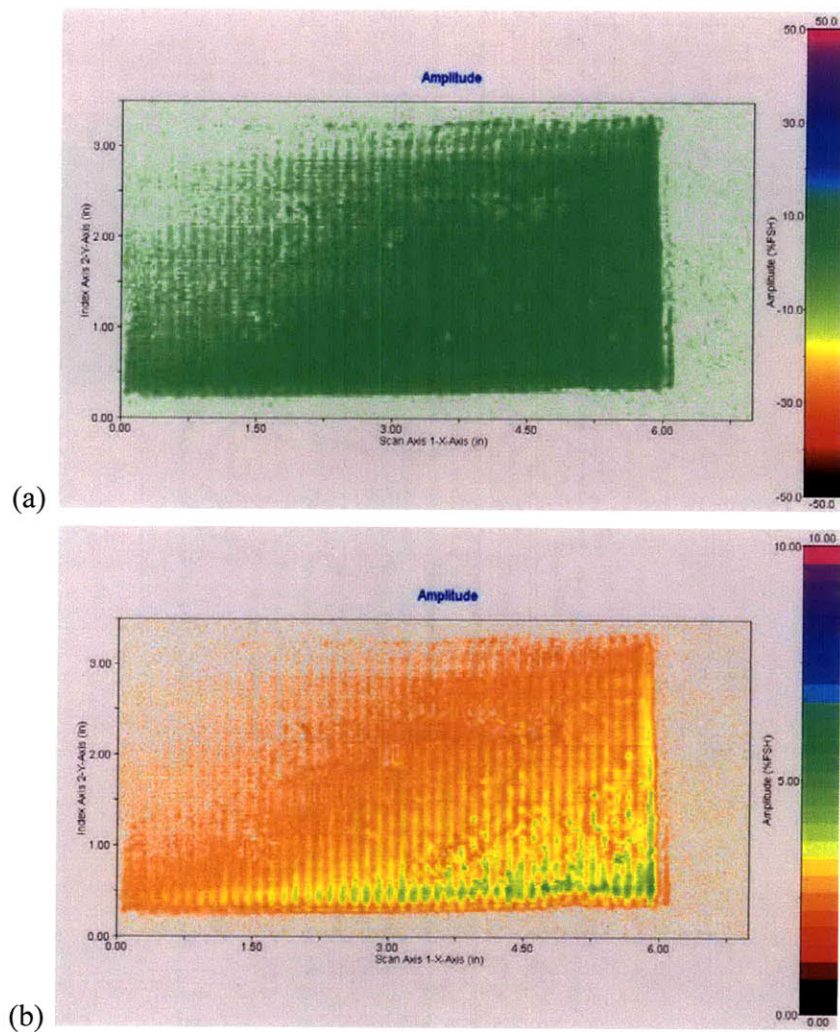 50.0 50.0
Amplitude
30.0
3.00
2.00
10.0
Index Axis 2-Y-Axis (in)
Amplitude (%FSH)
1.00
-10.0
-30.0
0.00
0.00 1.50 3.00 4.50 6.00
Scan Axis 1-X-Axis (in)
-50.0 -50.0
(a)
10.00 10.00
Amplitude
3.00
2.00
5.00
Index Axis 2-Y-Axis (in)
Amplitude (%FSH)
1.00
0.00
0.00 1.50 3.00 4.50 6.00
Scan Axis 1-X-Axis (in)
0.00 0.00
(b)